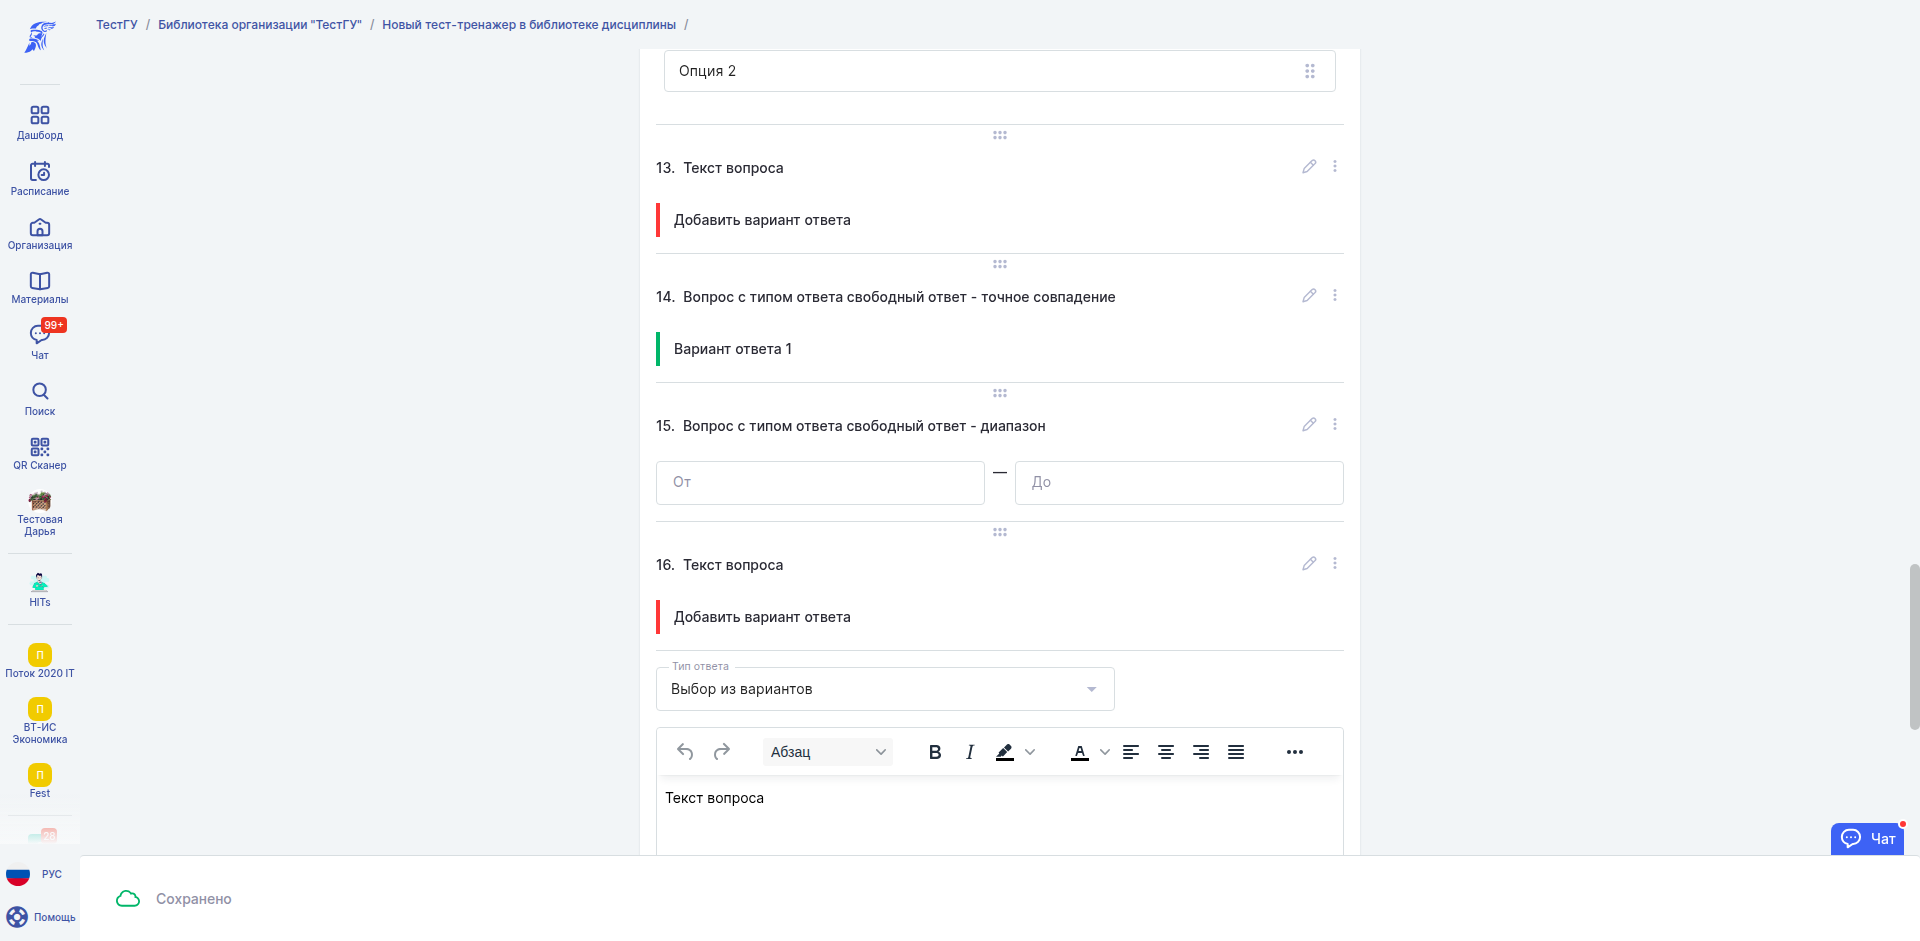 ТестГУ / Библиотека организации "ТестГУ" / Новый тест-тренажер в библиотеке дисциплины /
Дашборд
Расписание
Организация
Материалы
99+
Чат
Поиск
QR Сканер
Тестовая
Дарья
HITs
П
Поток 2020 IT
П
ВТ-ИС
Экономика
П
Fest
28
РУС
Помощь
Опция 2
13. Текст вопроса
Добавить вариант ответа
14. Вопрос с типом ответа свободный ответ - точное совпадение
Вариант ответа 1
15. Вопрос с типом ответа свободный ответ - диапазон
От — До
16. Текст вопроса
Добавить вариант ответа
Тип ответа
Выбор из вариантов
Абзац B I A
Текст вопроса
Чат
Сохранено